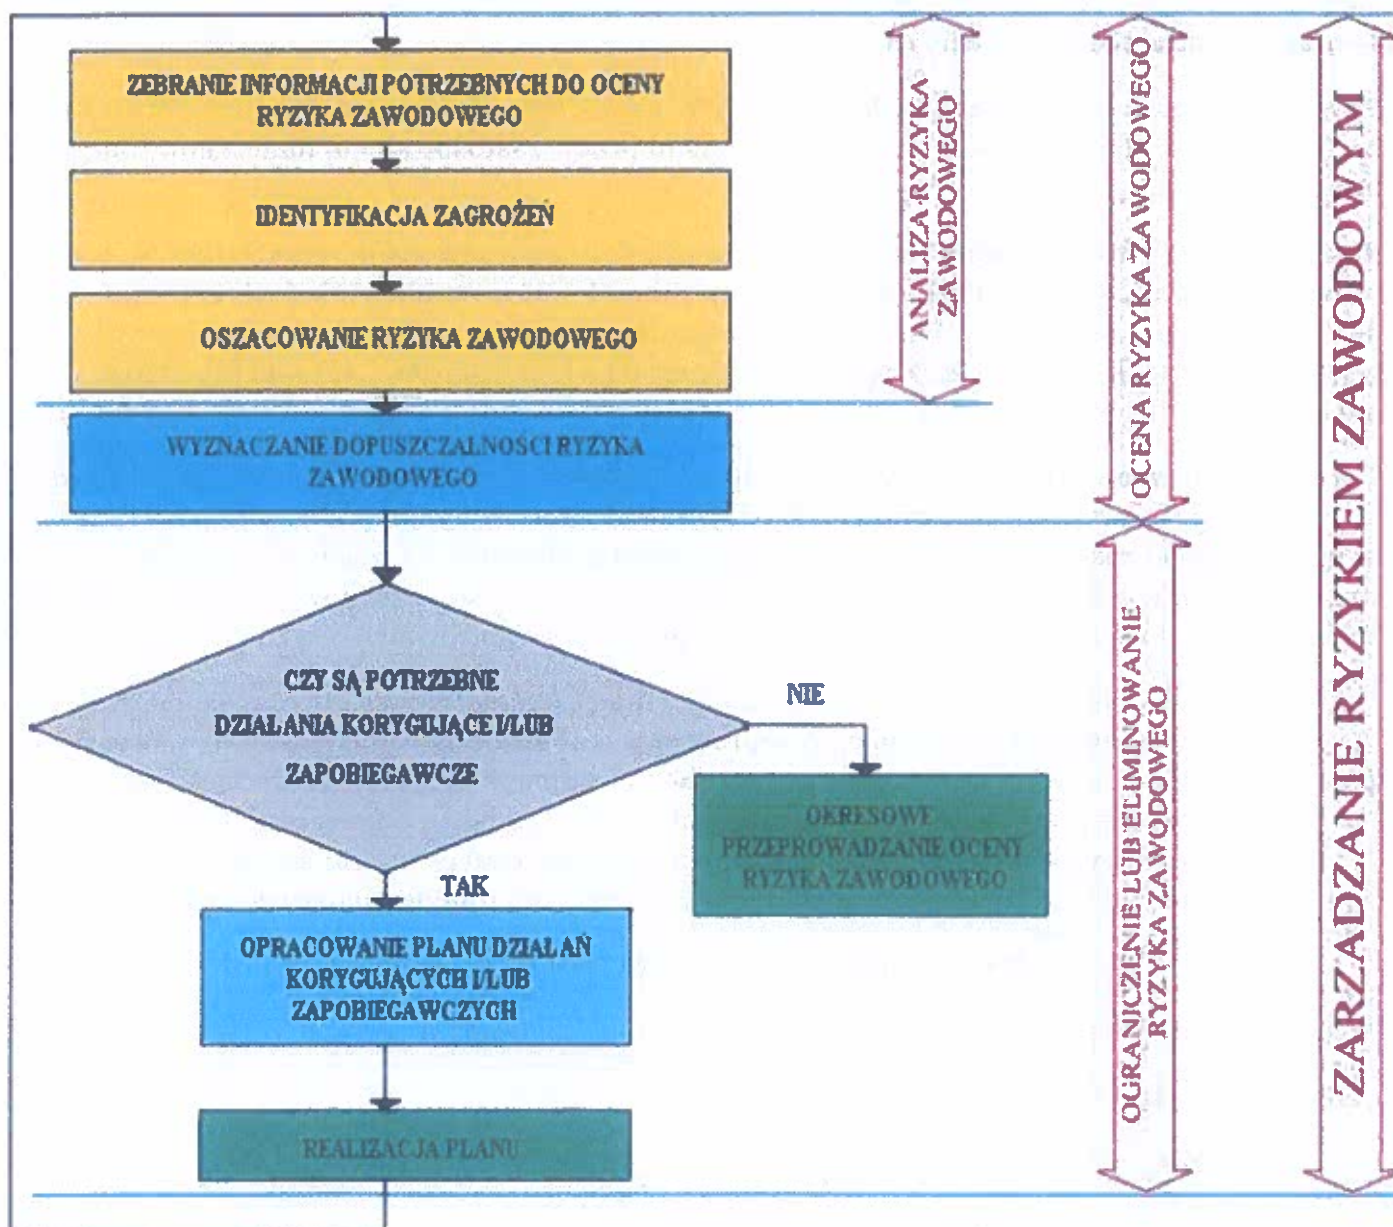 ZEBRANIE INFORMACJI POTRZEBNYCH DO OCENY
RYZYKA ZAWODOWEGO
IDENTYFIKACJA ZAGROŻEŃ
OSZACOWANIE RYZYKA ZAWODOWEGO
WYZNACZANIE DOPUSZCZALNOŚCI RYZYKA
ZAWODOWEGO
CZY SĄ POTRZEBNE
DZIAŁANIA KORYGUJĄCE I/LUB
ZAPOBIEGAWCZE
NIE
OKRESOWE
PRZEPROWADZANIE OCENY
RYZYKA ZAWODOWEGO
TAK
OPRACOWANIE PLANU DZIAŁAŃ
KORYGUJĄCYCH I/LUB
ZAPOBIEGAWCZYCH
REALIZACJA PLANU
ANALIZA RYZYKA
ZAWODOWEGO
OCENA RYZYKA ZAWODOWEGO
OGRANICZENIE LUB ELIMINOWANIE
RYZYKA ZAWODOWEGO
ZARZADZANIE RYZYKIEM ZAWODOWYM